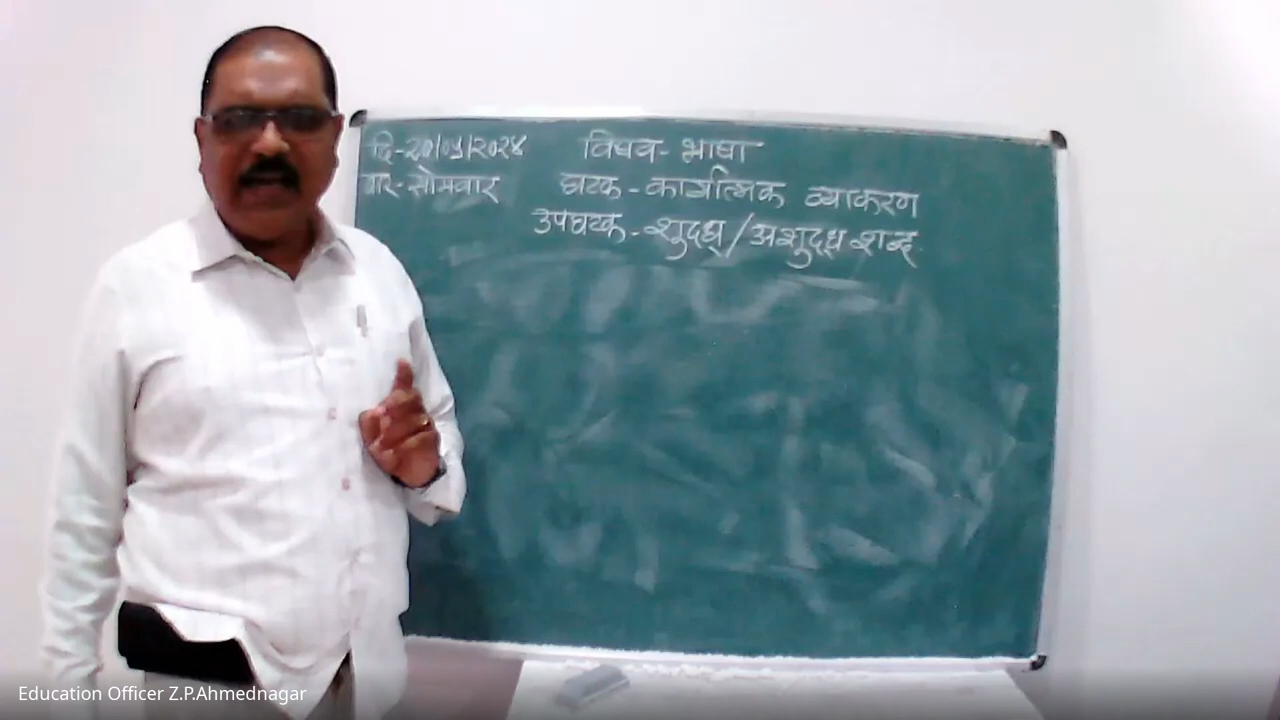 दि-२०/०५/२०२४
वार-सोमवार
विषय-भाषा
घटक-कार्यात्मक व्याकरण
उपघटक-शुद्ध/अशुद्ध शब्द.
Education Officer Z.P.Ahmednagar